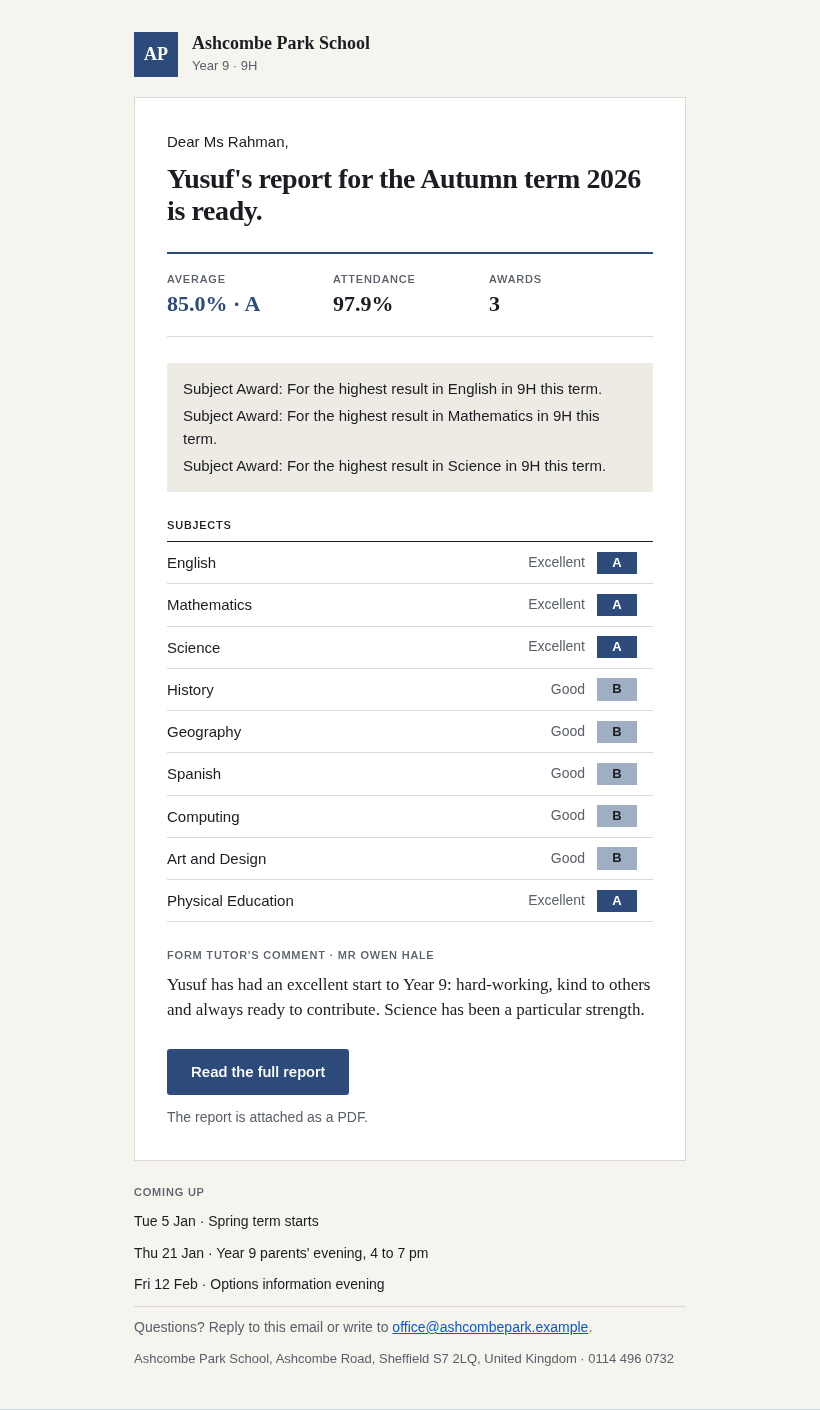 AP
Ashcombe Park School
Year 9 · 9H
Dear Ms Rahman,
Yusuf's report for the Autumn term 2026
is ready.
AVERAGE
85.0% · A
ATTENDANCE
97.9%
AWARDS
3
Subject Award: For the highest result in English in 9H this term.
Subject Award: For the highest result in Mathematics in 9H this
term.
Subject Award: For the highest result in Science in 9H this term.
SUBJECTS
English Excellent A
Mathematics Excellent A
Science Excellent A
History Good B
Geography Good B
Spanish Good B
Computing Good B
Art and Design Good B
Physical Education Excellent A
FORM TUTOR'S COMMENT · MR OWEN HALE
Yusuf has had an excellent start to Year 9: hard-working, kind to others
and always ready to contribute. Science has been a particular strength.
Read the full report
The report is attached as a PDF.
COMING UP
Tue 5 Jan · Spring term starts
Thu 21 Jan · Year 9 parents' evening, 4 to 7 pm
Fri 12 Feb · Options information evening
Questions? Reply to this email or write to office@ashcombepark.example.
Ashcombe Park School, Ashcombe Road, Sheffield S7 2LQ, United Kingdom · 0114 496 0732